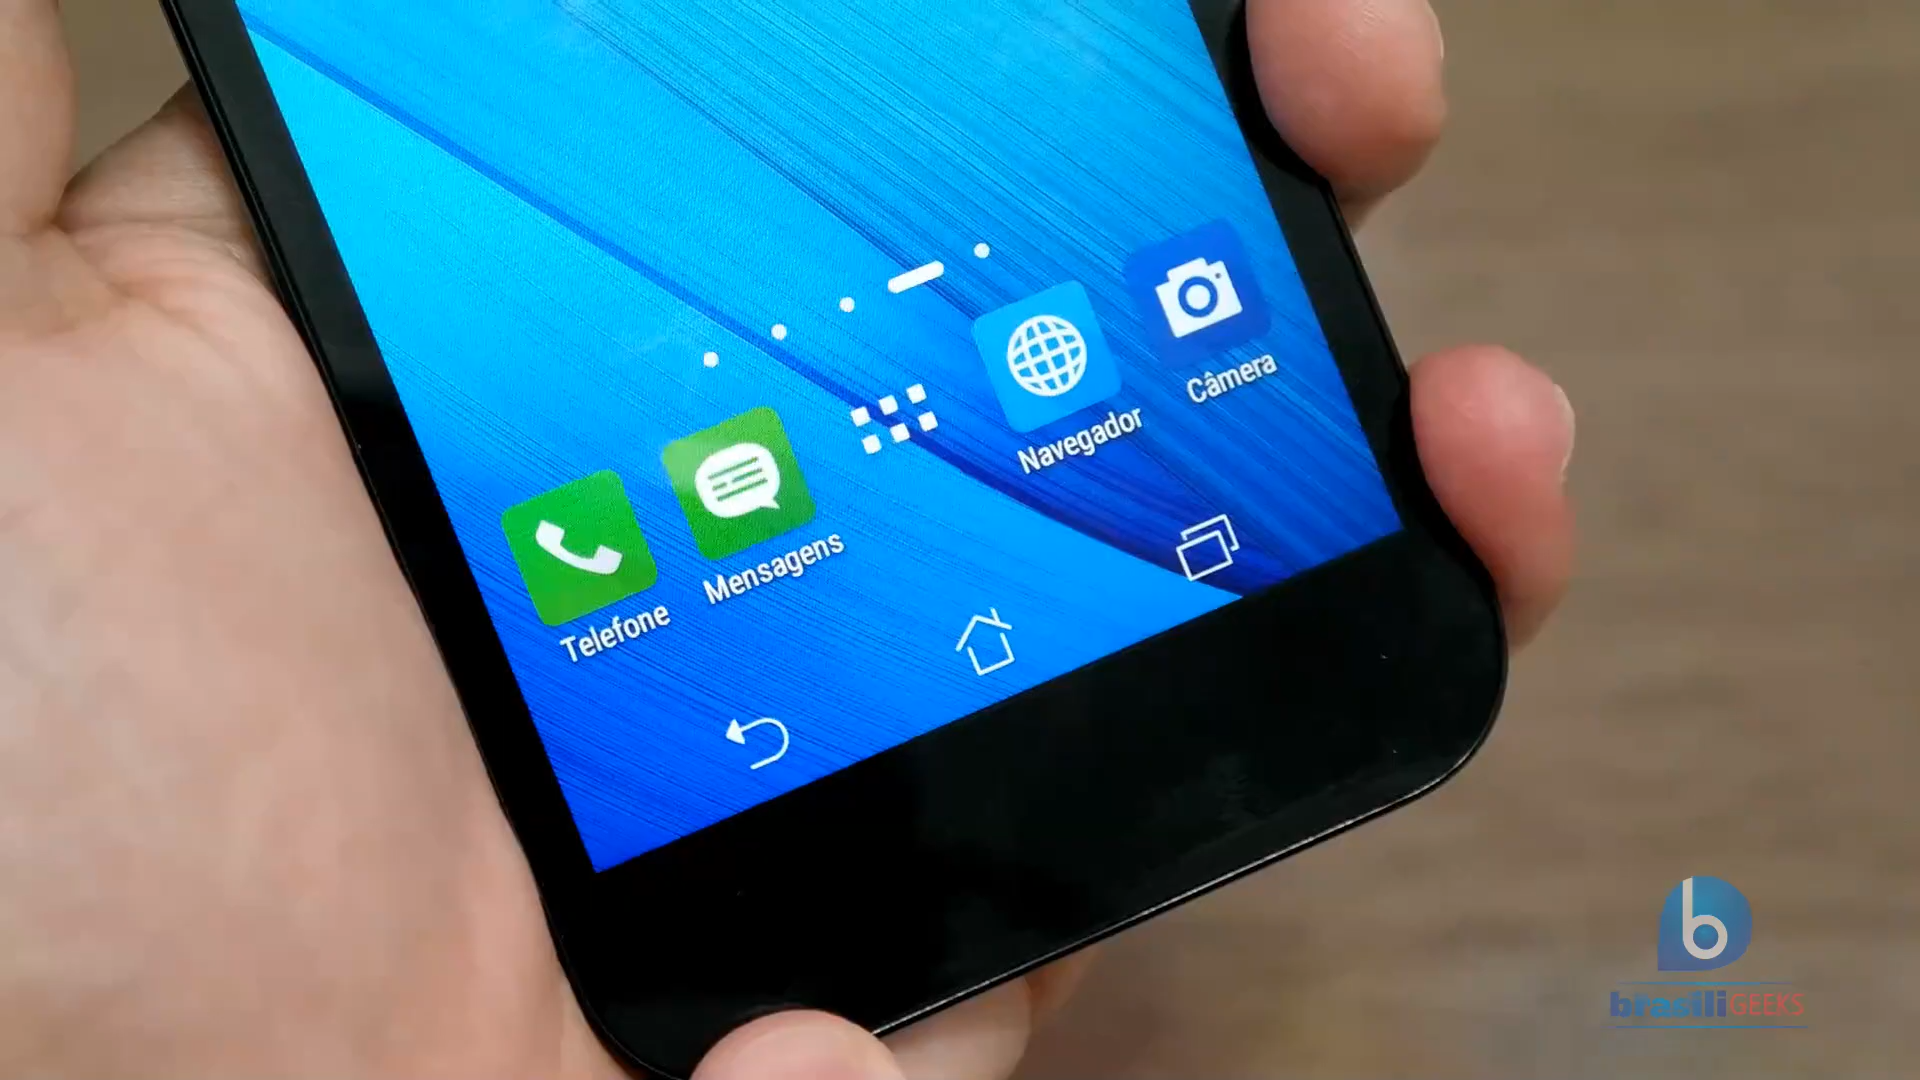 Telefone
Mensagens
Navegador
Câmera
b
brasiliGEEKS